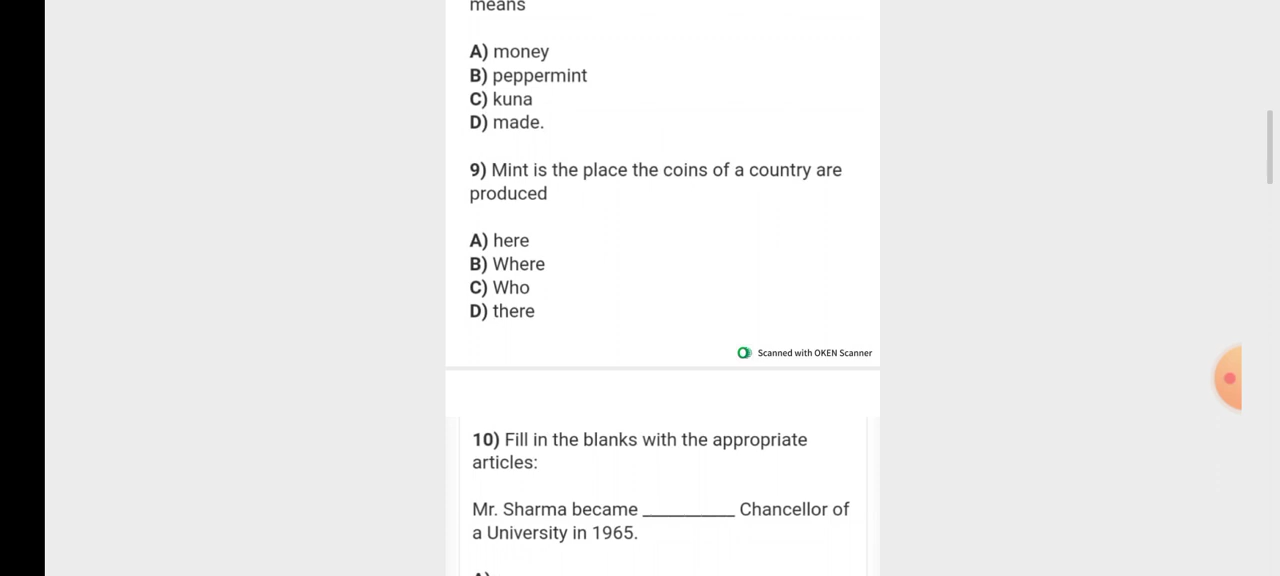 means
A) money
B) peppermint
C) kuna
D) made.
9) Mint is the place the coins of a country are
produced
A) here
B) Where
C) Who
D) there
Scanned with OKEN Scanner
10) Fill in the blanks with the appropriate
articles:
Mr. Sharma became __________ Chancellor of
a University in 1965.